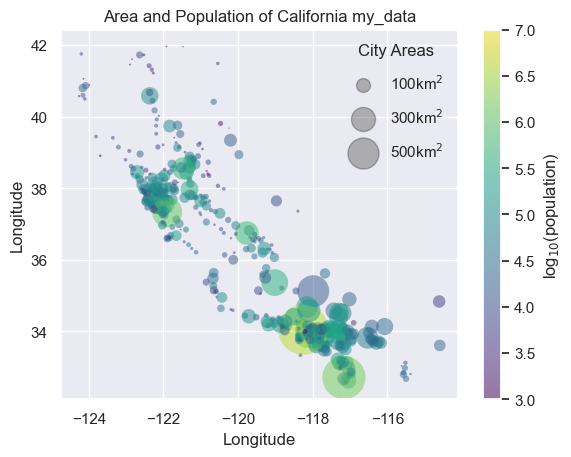 Area and Population of California my_data
42
40
38
36
34
Longitude
−124
−122
−120
−118
−116
Longitude
City Areas
100km²
300km²
500km²
7.0
6.5
6.0
5.5
5.0
4.5
4.0
3.5
3.0
log₁₀(population)